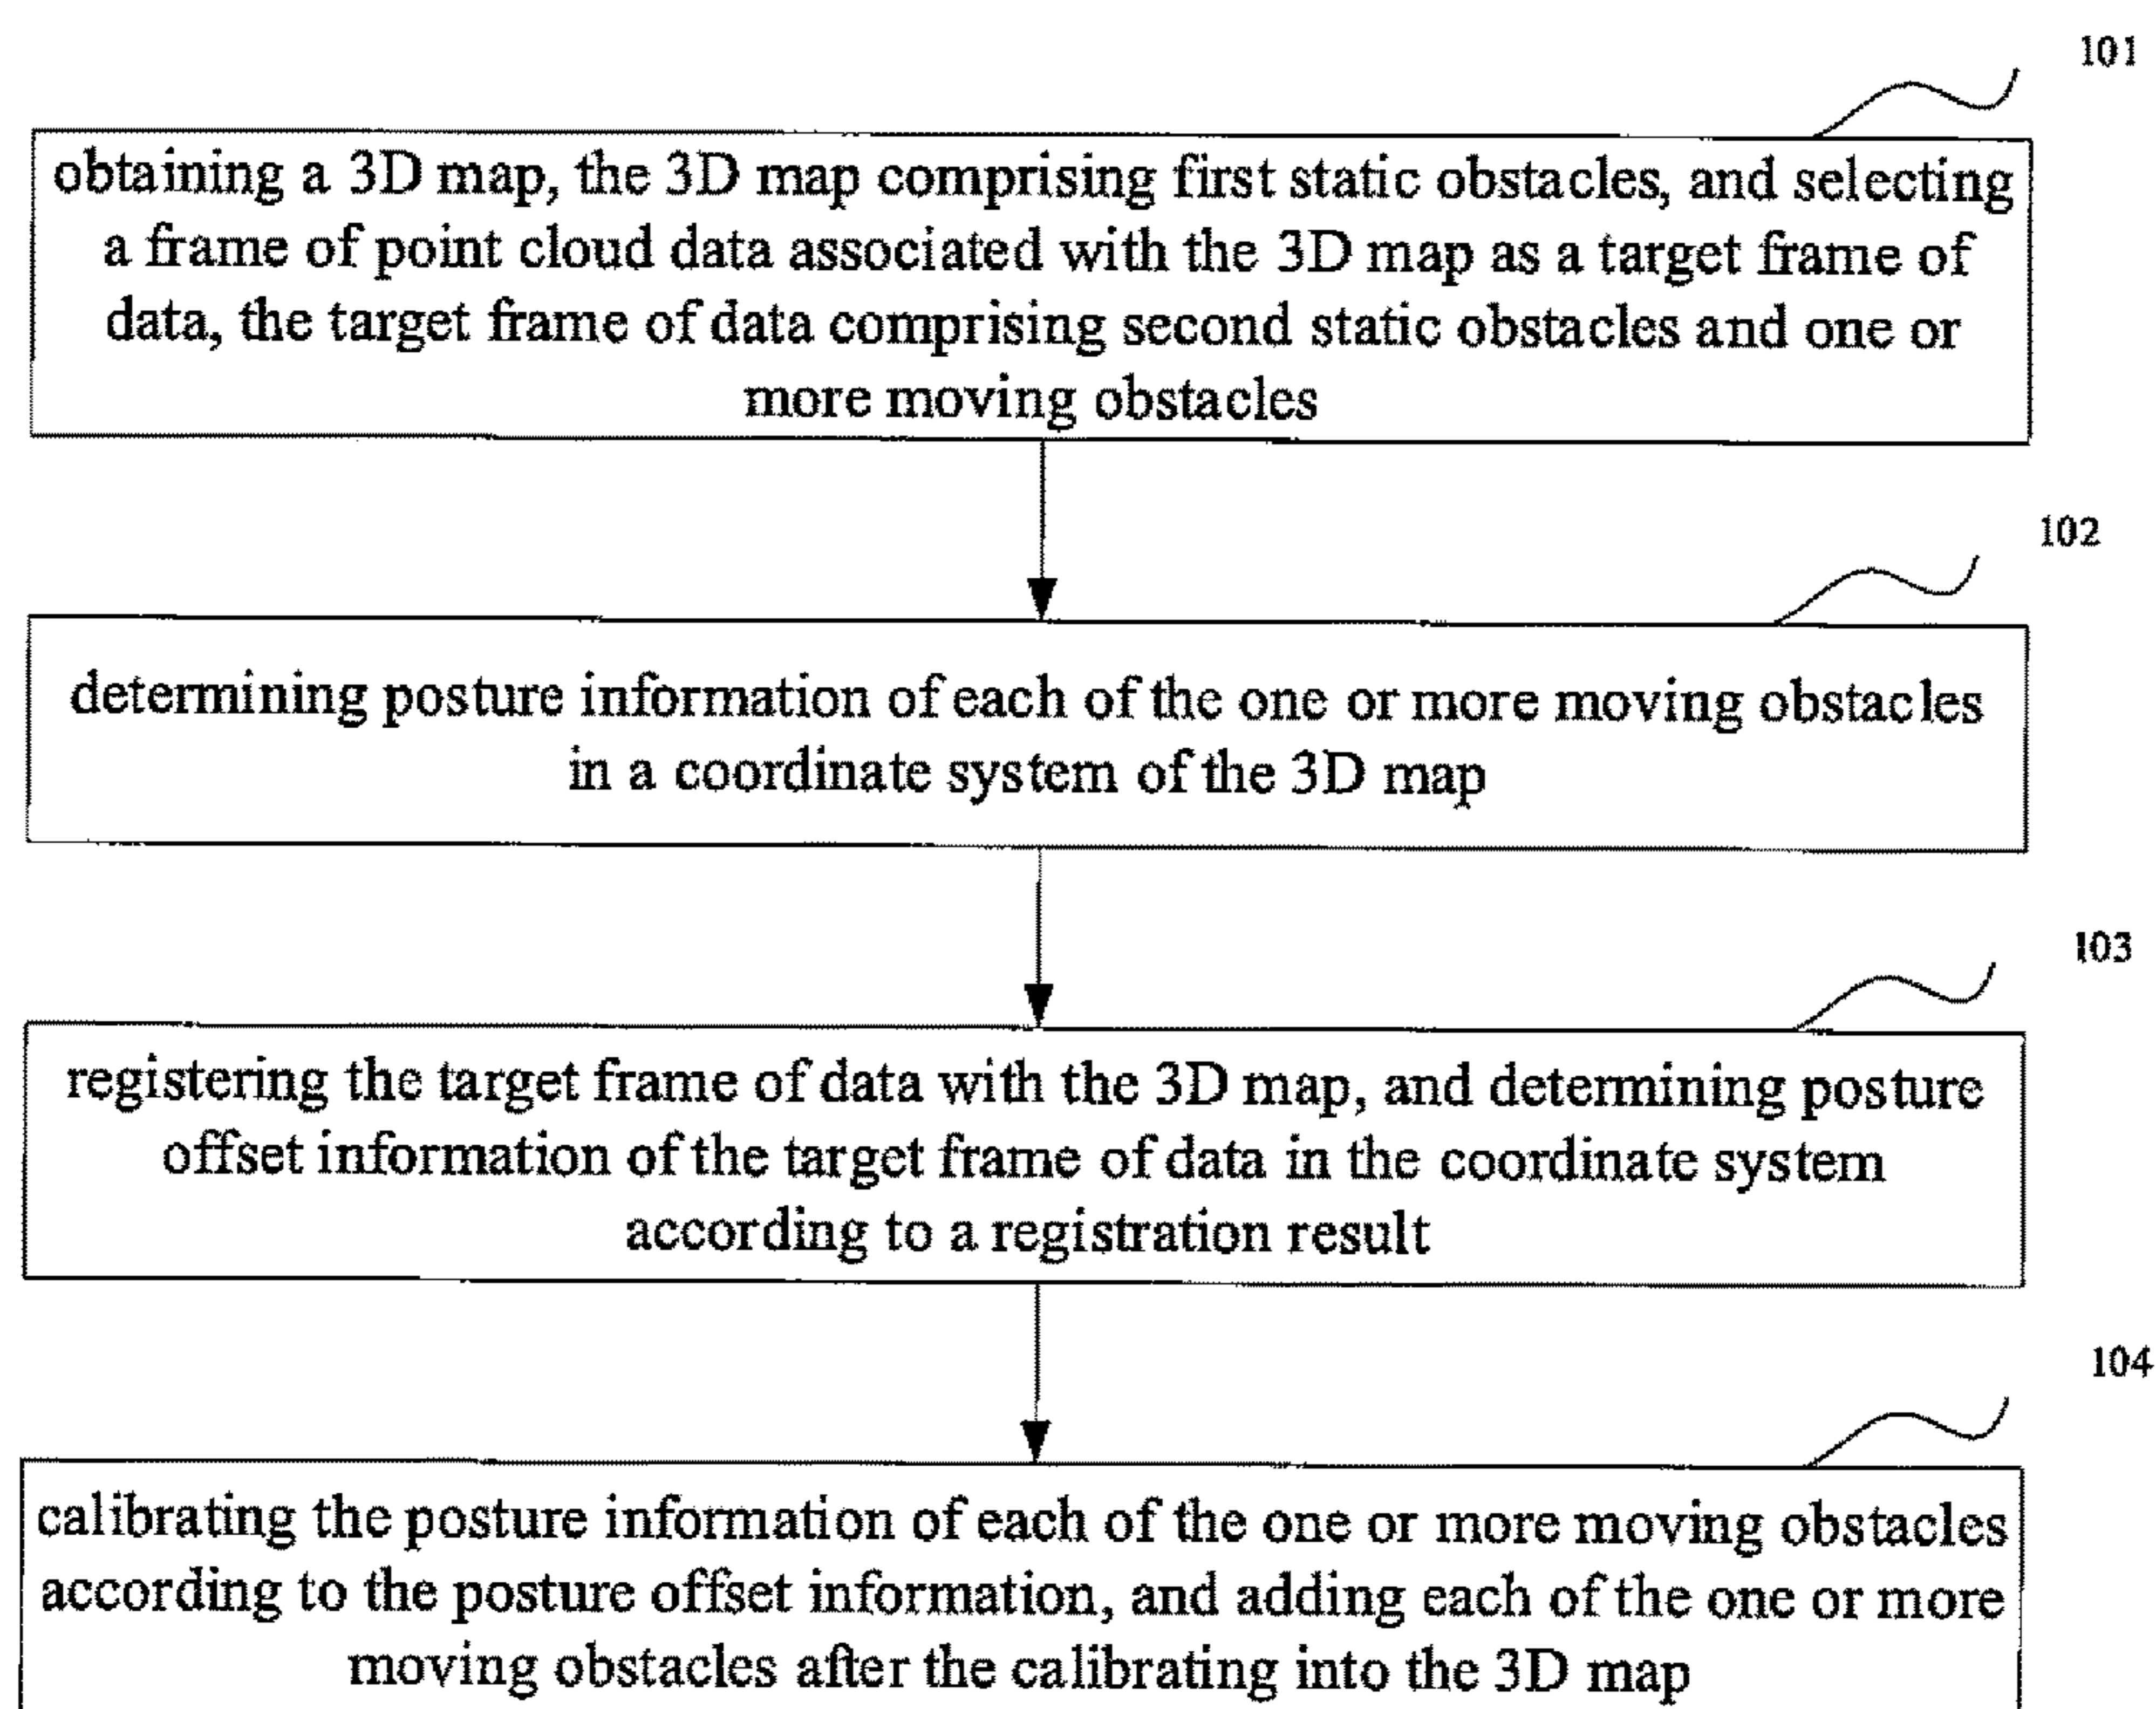 101
obtaining a 3D map, the 3D map comprising first static obstacles, and selecting
a frame of point cloud data associated with the 3D map as a target frame of
data, the target frame of data comprising second static obstacles and one or
more moving obstacles
102
determining posture information of each of the one or more moving obstacles
in a coordinate system of the 3D map
103
registering the target frame of data with the 3D map, and determining posture
offset information of the target frame of data in the coordinate system
according to a registration result
104
calibrating the posture information of each of the one or more moving obstacles
according to the posture offset information, and adding each of the one or more
moving obstacles after the calibrating into the 3D map